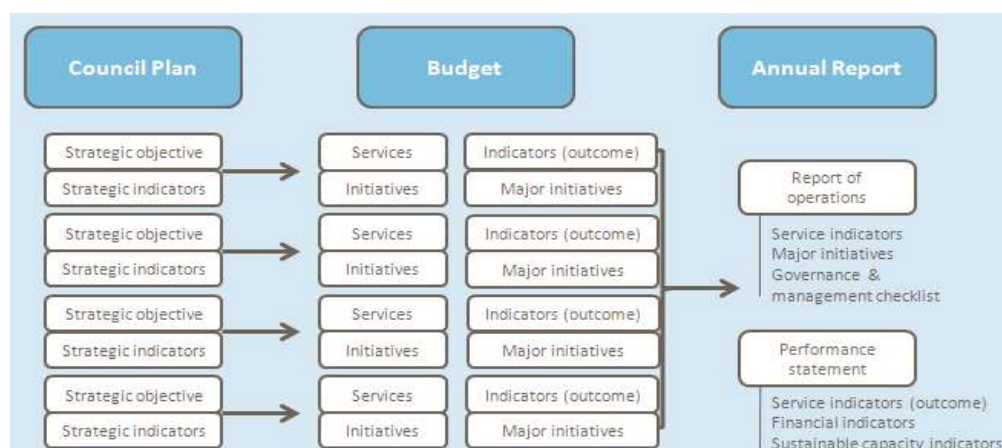 Council Plan
Budget
Annual Report
Strategic objective
Strategic indicators
Strategic objective
Strategic indicators
Strategic objective
Strategic indicators
Strategic objective
Strategic indicators
Services
Initiatives
Services
Initiatives
Services
Initiatives
Services
Initiatives
Indicators (outcome)
Major initiatives
Indicators (outcome)
Major initiatives
Indicators (outcome)
Major initiatives
Indicators (outcome)
Major initiatives
Report of
operations
Service indicators
Major initiatives
Governance &
management checklist
Performance
statement
Service indicators (outcome)
Financial indicators
Sustainable capacity indicators